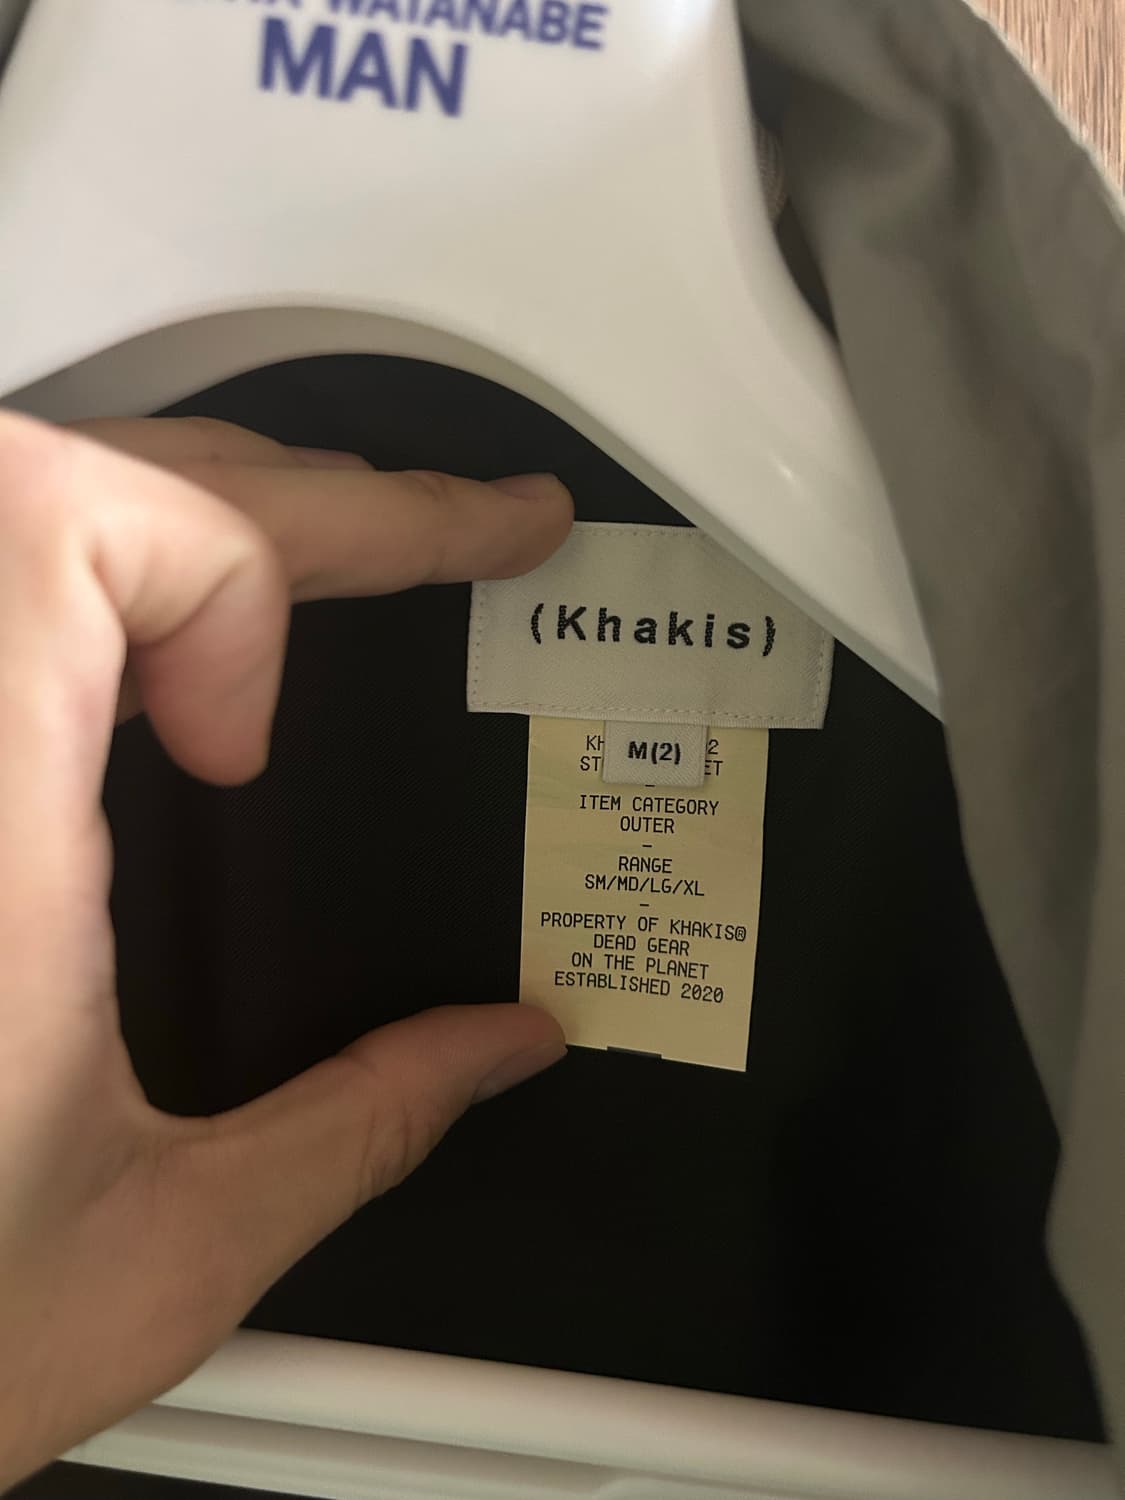 WATANABE
MAN
(Khakis)
M(2)
ITEM CATEGORY
OUTER
–
RANGE
SM/MD/LG/XL
–
PROPERTY OF KHAKIS®
DEAD GEAR
ON THE PLANET
ESTABLISHED 2020